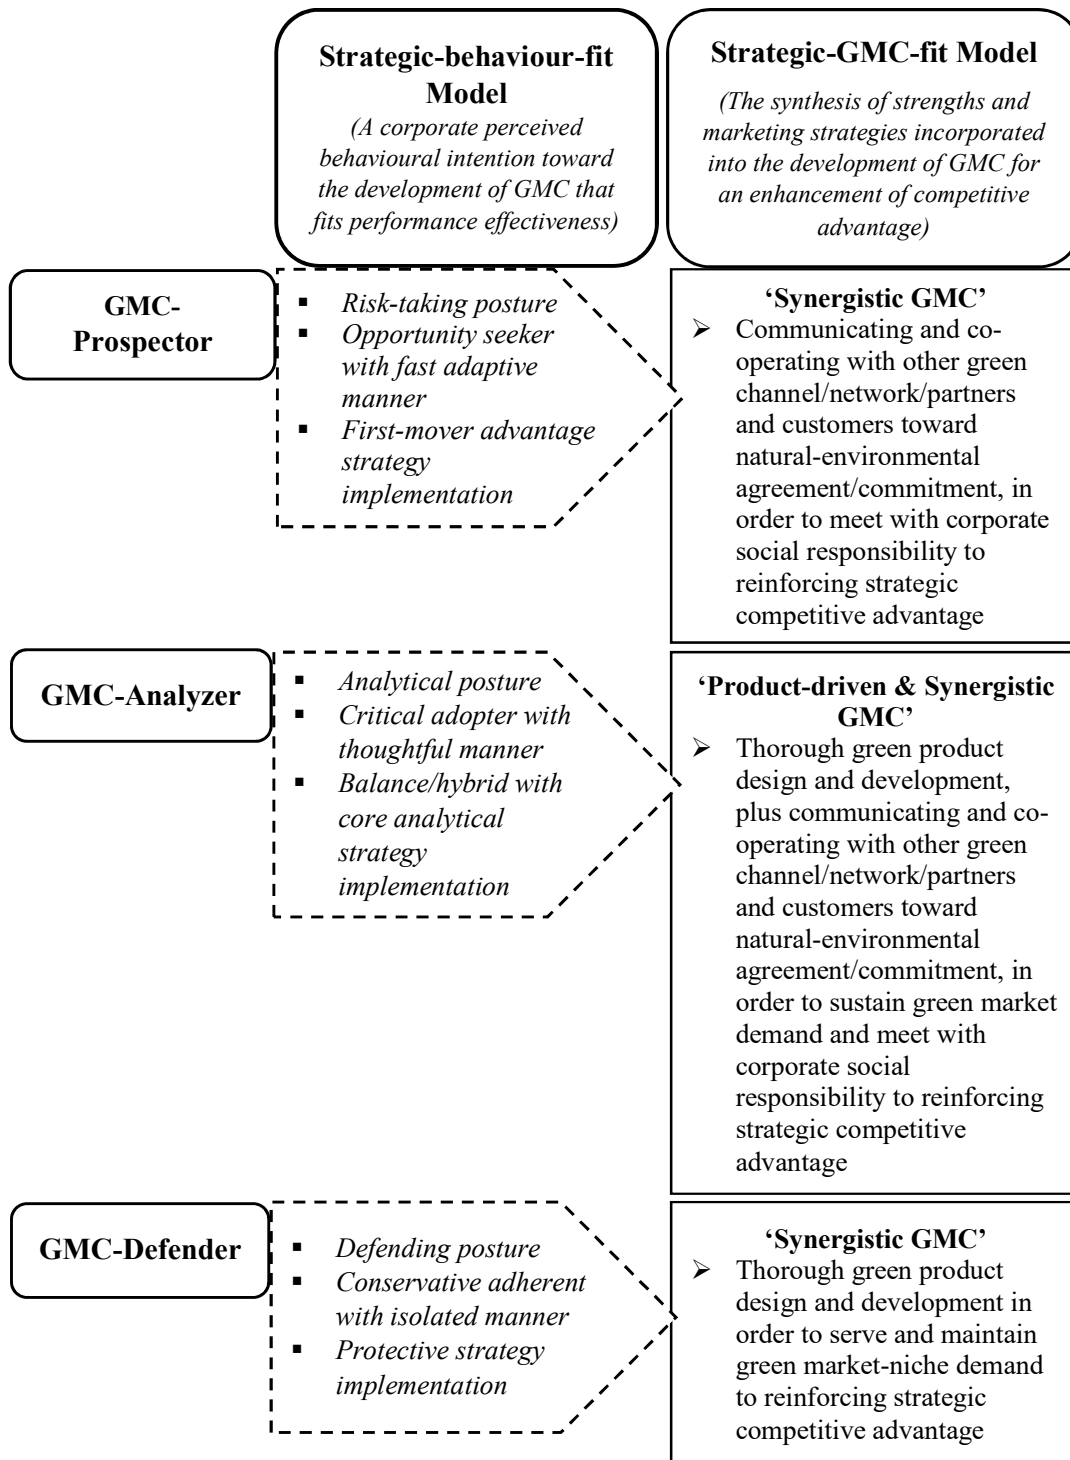 Strategic-behaviour-fit
Model
(A corporate perceived
behavioural intention toward
the development of GMC that
fits performance effectiveness)
Strategic-GMC-fit Model
(The synthesis of strengths and
marketing strategies incorporated
into the development of GMC for
an enhancement of competitive
advantage)
GMC-
Prospector
▪ Risk-taking posture
▪ Opportunity seeker
with fast adaptive
manner
▪ First-mover advantage
strategy
implementation
‘Synergistic GMC’
➢ Communicating and co-
operating with other green
channel/network/partners
and customers toward
natural-environmental
agreement/commitment, in
order to meet with corporate
social responsibility to
reinforcing strategic
competitive advantage
GMC-Analyzer
▪ Analytical posture
▪ Critical adopter with
thoughtful manner
▪ Balance/hybrid with
core analytical
strategy
implementation
‘Product-driven & Synergistic
GMC’
➢ Thorough green product
design and development,
plus communicating and co-
operating with other green
channel/network/partners
and customers toward
natural-environmental
agreement/commitment, in
order to sustain green market
demand and meet with
corporate social
responsibility to reinforcing
strategic competitive
advantage
GMC-Defender
▪ Defending posture
▪ Conservative adherent
with isolated manner
▪ Protective strategy
implementation
‘Synergistic GMC’
➢ Thorough green product
design and development in
order to serve and maintain
green market-niche demand
to reinforcing strategic
competitive advantage